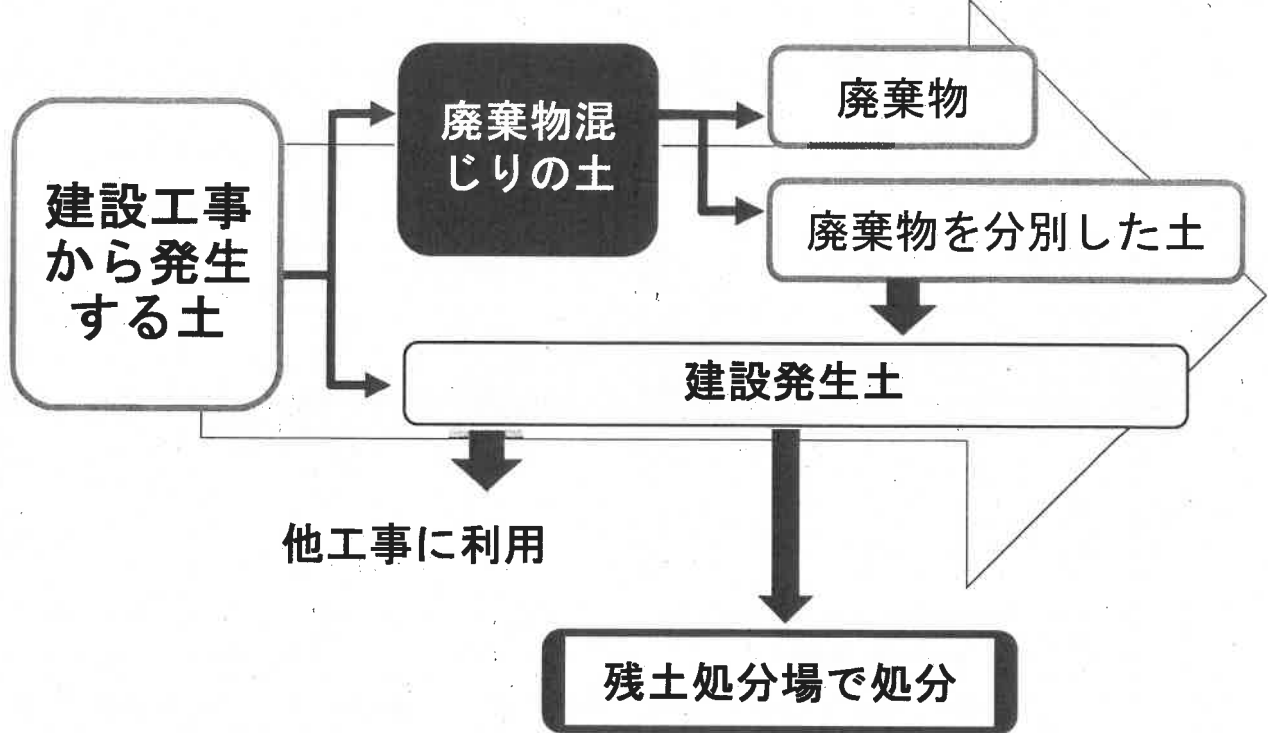 建設工事
から発生
する土
廃棄物混
じりの土
廃棄物
廃棄物を分別した土
建設発生土
他工事に利用
残土処分場で処分